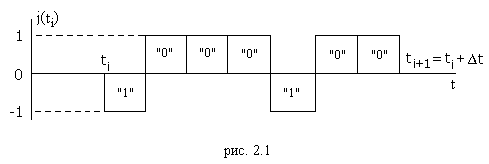 j(tᵢ)
1
"0" "0" "0" "0" "0"
tᵢ
tᵢ₊₁ = tᵢ + Δt
0
t
"1" "1"
-1
рис. 2.1